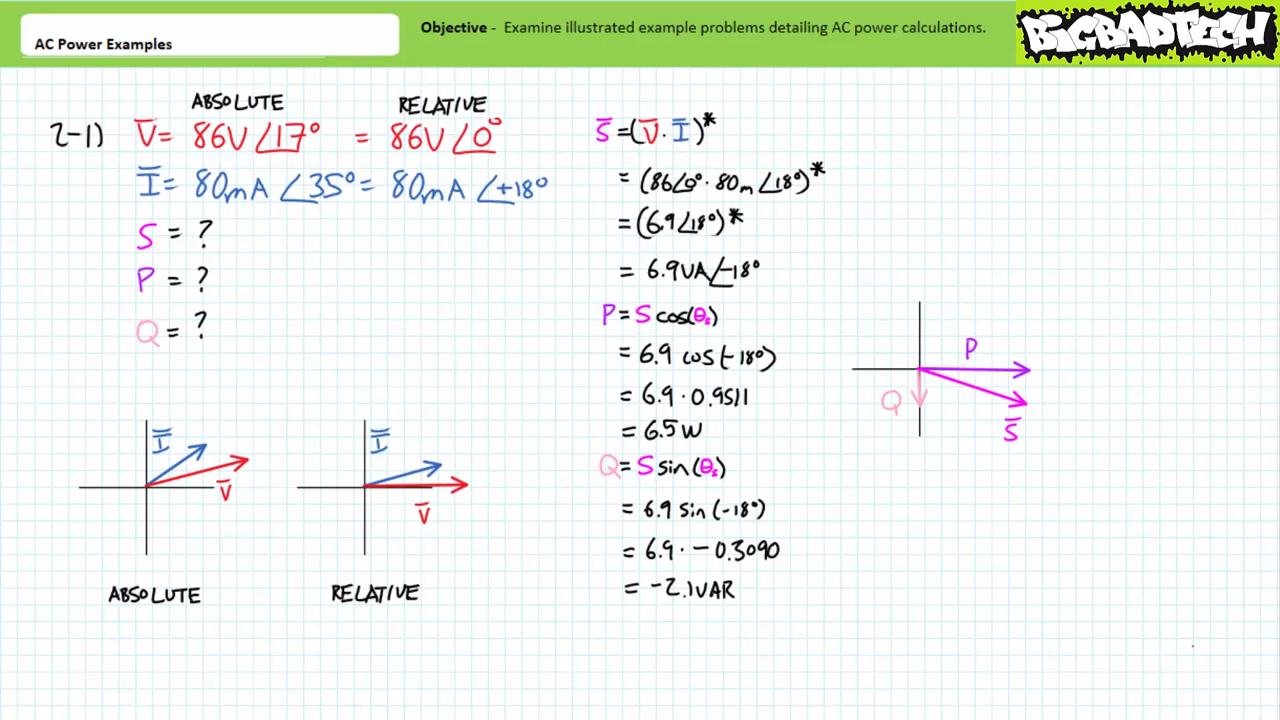 AC Power Examples
Objective - Examine illustrated example problems detailing AC power calculations.
BIGBADTECH
ABSOLUTE RELATIVE
2-1) V̅= 86V∠17° = 86V∠0°
I̅= 80mA ∠35° = 80mA ∠+18°
S = ?
P = ?
Q = ?
I̅
V̅
ABSOLUTE
I̅
V̅
RELATIVE
S̅=(V̅·I̅)*
= (86∠0°·80m∠18°)*
=(6.9∠18°)*
= 6.9VA∠-18°
P= S cos(θs)
= 6.9 cos(-18°)
= 6.9 · 0.9511
= 6.5W
Q= S sin(θs)
= 6.9 sin(-18°)
= 6.9 · -0.3090
= -2.1VAR
P
Q
S̅